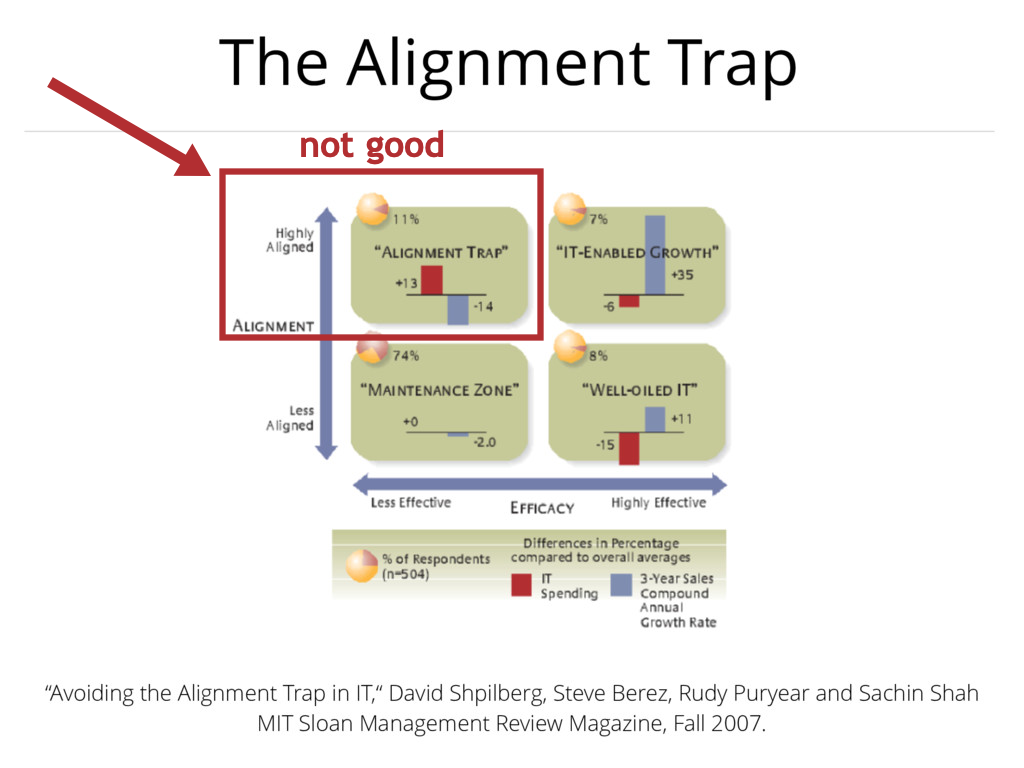 The Alignment Trap
not good
11%
7%
Highly
Aligned
"ALIGNMENT TRAP"
"IT-ENABLED GROWTH"
+13
-14
-6
+35
ALIGNMENT
74%
8%
"MAINTENANCE ZONE"
"WELL-OILED IT"
Less
Aligned
+0
-2.0
-15
+11
Less Effective
EFFICACY
Highly Effective
% of Respondents
(n=504)
Differences in Percentage
compared to overall averages
IT
Spending
3-Year Sales
Compound
Annual
Growth Rate
“Avoiding the Alignment Trap in IT,“ David Shpilberg, Steve Berez, Rudy Puryear and Sachin Shah
MIT Sloan Management Review Magazine, Fall 2007.